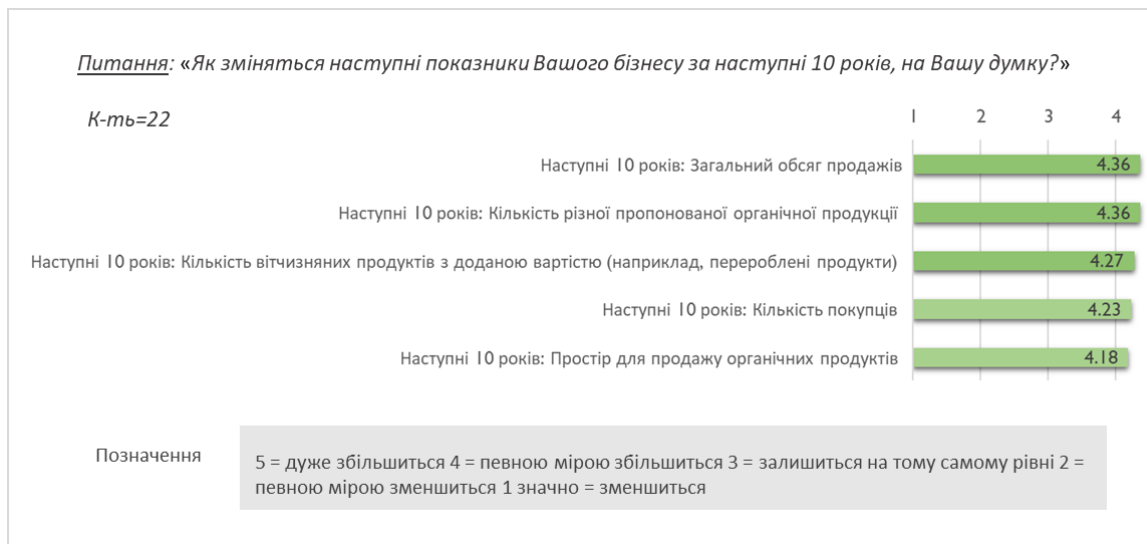 Питання: «Як зміняться наступні показники Вашого бізнесу за наступні 10 років, на Вашу думку?»
К-ть=22
1 2 3 4
Наступні 10 років: Загальний обсяг продажів 4.36
Наступні 10 років: Кількість різної пропонованої органічної продукції 4.36
Наступні 10 років: Кількість вітчизняних продуктів з доданою вартістю (наприклад, перероблені продукти) 4.27
Наступні 10 років: Кількість покупців 4.23
Наступні 10 років: Простір для продажу органічних продуктів 4.18
Позначення
5 = дуже збільшиться 4 = певною мірою збільшиться 3 = залишиться на тому самому рівні 2 =
певною мірою зменшиться 1 значно = зменшиться